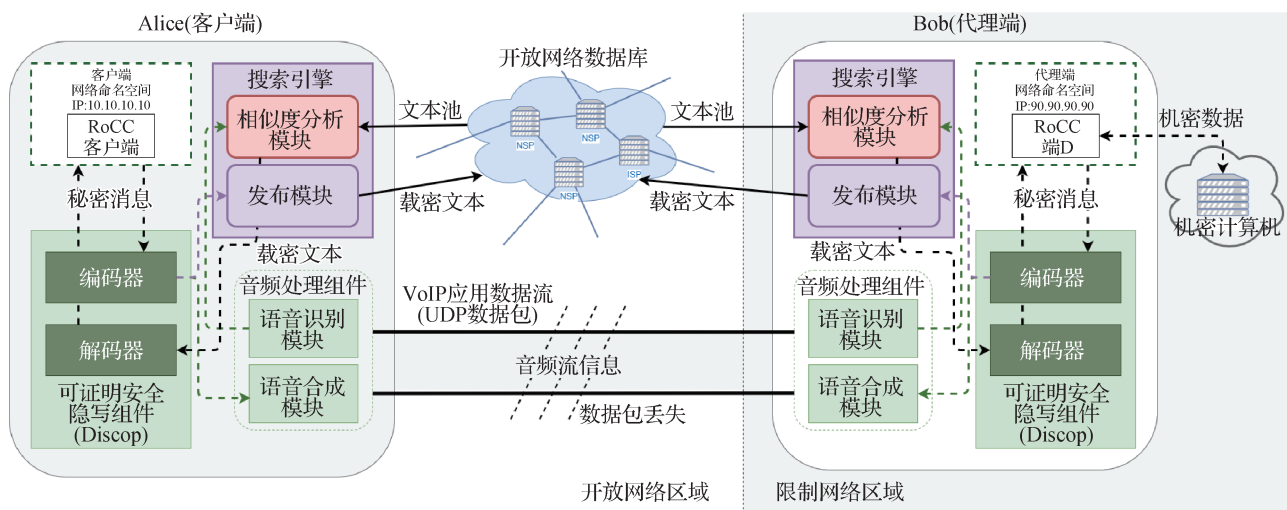 Alice(客户端)
客户端
网络命名空间
IP:10.10.10.10
RoCC
客户端
秘密消息
编码器
解码器
可证明安全
隐写组件
(Discop)
搜索引擎
相似度分析
模块
发布模块
载密文本
音频处理组件
语音识别
模块
语音合成
模块
开放网络数据库
文本池
文本池
NSP
NSP
ISP
NSP
载密文本
载密文本
VoIP应用数据流
(UDP数据包)
音频流信息
数据包丢失
开放网络区域
Bob(代理端)
搜索引擎
相似度分析
模块
发布模块
载密文本
音频处理组件
语音识别
模块
语音合成
模块
代理端
网络命名空间
IP:90.90.90.90
RoCC
端D
秘密消息
编码器
解码器
可证明安全
隐写组件
(Discop)
机密数据
机密计算机
限制网络区域